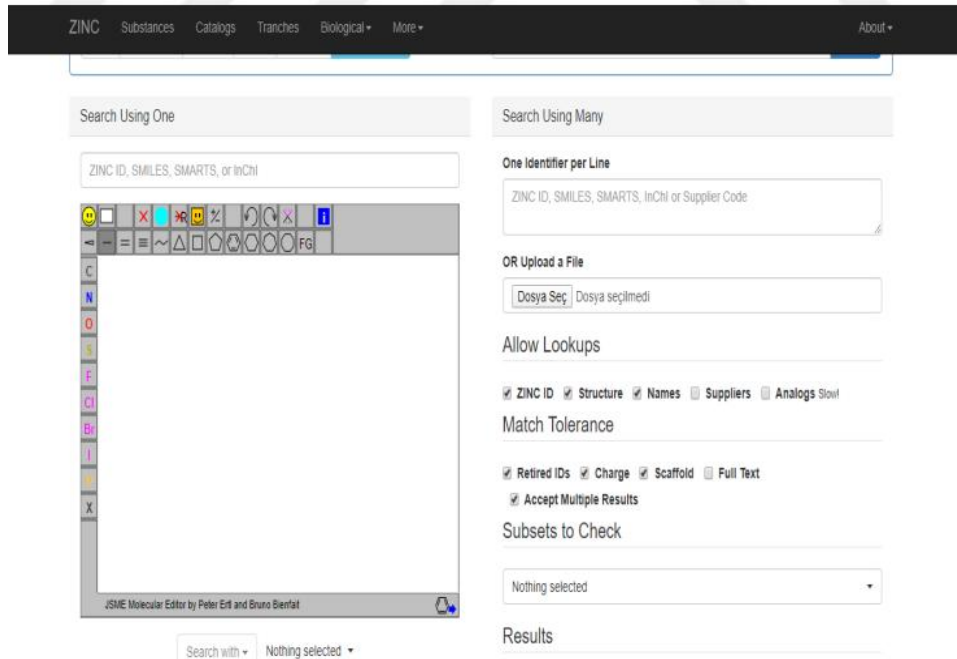 ZINC Substances Catalogs Tranches Biological More About
Search Using One
ZINC ID, SMILES, SMARTS, or InChI
FG
C
N
O
S
F
Cl
Br
I
P
X
JSME Molecular Editor by Peter Ertl and Bruno Bienfait
Search with Nothing selected
Search Using Many
One Identifier per Line
ZINC ID, SMILES, SMARTS, InChI or Supplier Code
OR Upload a File
Dosya Seç Dosya seçilmedi
Allow Lookups
ZINC ID Structure Names Suppliers Analogs Slow!
Match Tolerance
Retired IDs Charge Scaffold Full Text
Accept Multiple Results
Subsets to Check
Nothing selected
Results